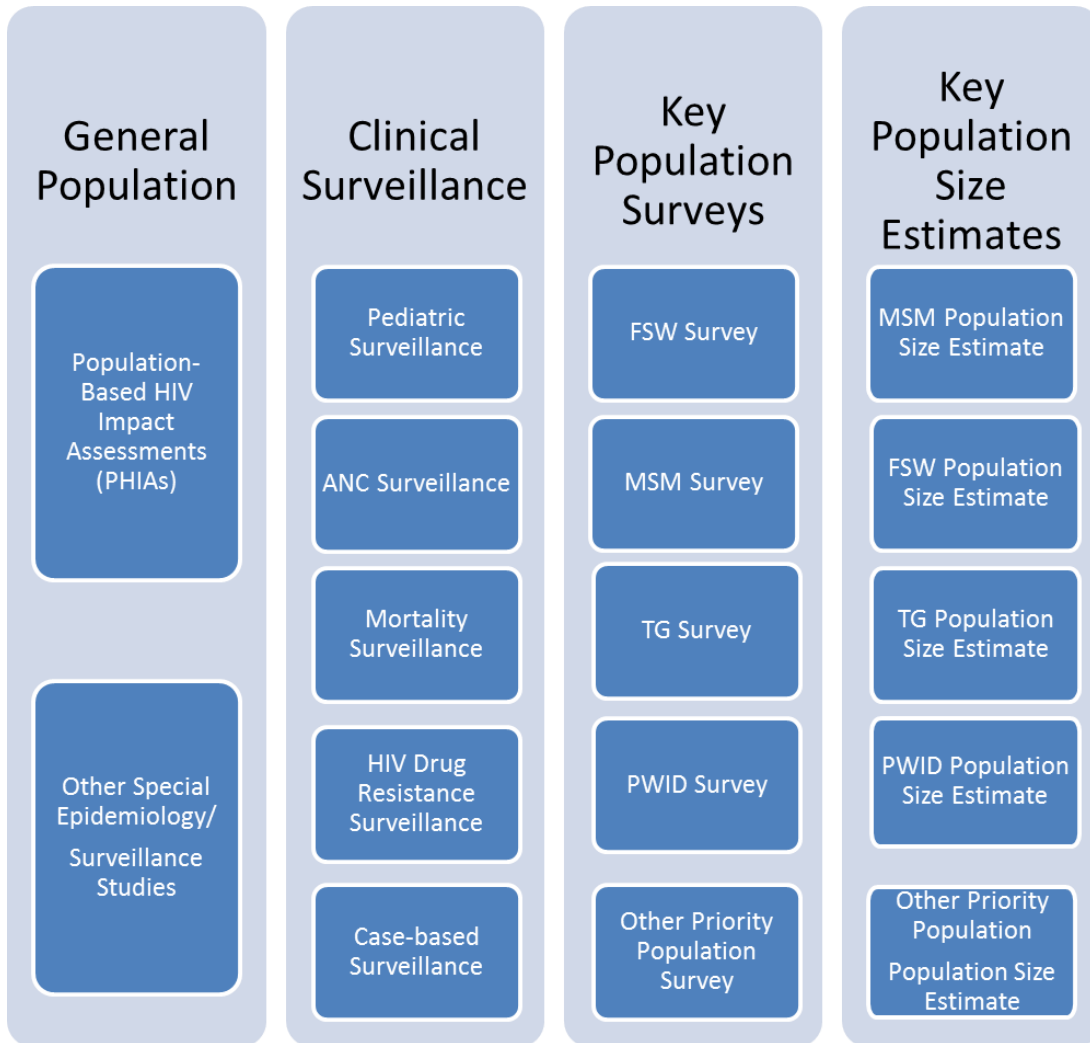 General
Population
Population-
Based HIV
Impact
Assessments
(PHIAs)
Other Special
Epidemiology/
Surveillance
Studies
Clinical
Surveillance
Pediatric
Surveillance
ANC Surveillance
Mortality
Surveillance
HIV Drug
Resistance
Surveillance
Case-based
Surveillance
Key
Population
Surveys
FSW Survey
MSM Survey
TG Survey
PWID Survey
Other Priority
Population
Survey
Key
Population
Size
Estimates
MSM Population
Size Estimate
FSW Population
Size Estimate
TG Population
Size Estimate
PWID Population
Size Estimate
Other Priority
Population
Population Size
Estimate